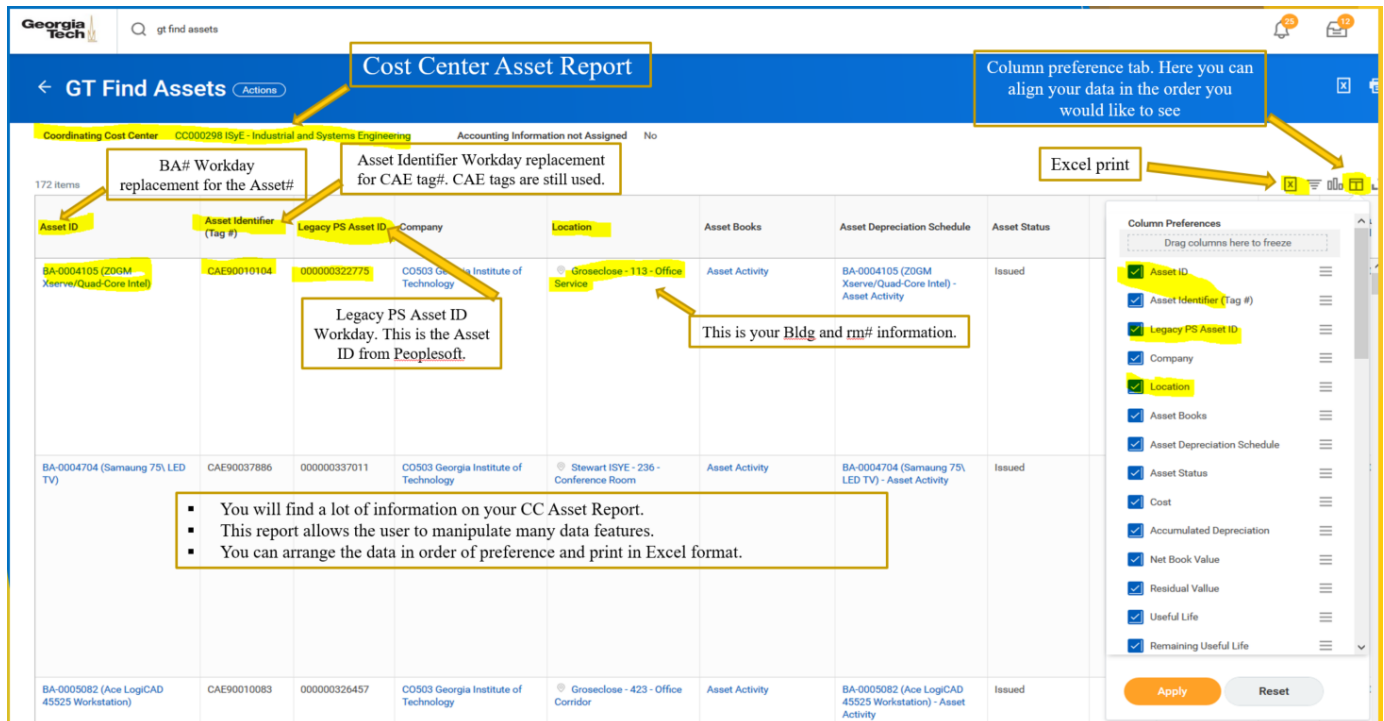 Georgia
Tech
gt find assets
25
12
Cost Center Asset Report
Column preference tab. Here you can
align your data in the order you
would like to see
GT Find Assets
Actions
Coordinating Cost Center CC000298 ISyE - Industrial and Systems Engineering Accounting Information not Assigned No
BA# Workday
replacement for the Asset#
Asset Identifier Workday replacement
for CAE tag#. CAE tags are still used.
Excel print
172 items
Asset ID
Asset Identifier
(Tag #)
Legacy PS Asset ID
Company
Location
Asset Books
Asset Depreciation Schedule
Asset Status
BA-0004105 (Z0GM
Xserve/Quad-Core Intel)
CAE90010104
000000322775
CO503 Georgia Institute of
Technology
Groseclose - 113 - Office
Service
Asset Activity
BA-0004105 (Z0GM
Xserve/Quad-Core Intel) -
Asset Activity
Issued
Legacy PS Asset ID
Workday. This is the Asset
ID from Peoplesoft.
This is your Bldg and rm# information.
BA-0004704 (Samaung 75\ LED
TV)
CAE90037886
000000337011
CO503 Georgia Institute of
Technology
Stewart ISYE - 236 -
Conference Room
Asset Activity
BA-0004704 (Samaung 75\
LED TV) - Asset Activity
Issued
▪ You will find a lot of information on your CC Asset Report.
▪ This report allows the user to manipulate many data features.
▪ You can arrange the data in order of preference and print in Excel format.
BA-0005082 (Ace LogiCAD
45525 Workstation)
CAE90010083
000000326457
CO503 Georgia Institute of
Technology
Groseclose - 423 - Office
Corridor
Asset Activity
BA-0005082 (Ace LogiCAD
45525 Workstation) - Asset
Activity
Issued
Column Preferences
Drag columns here to freeze
Asset ID
Asset Identifier (Tag #)
Legacy PS Asset ID
Company
Location
Asset Books
Asset Depreciation Schedule
Asset Status
Cost
Accumulated Depreciation
Net Book Value
Residual Vallue
Useful Life
Remaining Useful Life
Apply
Reset